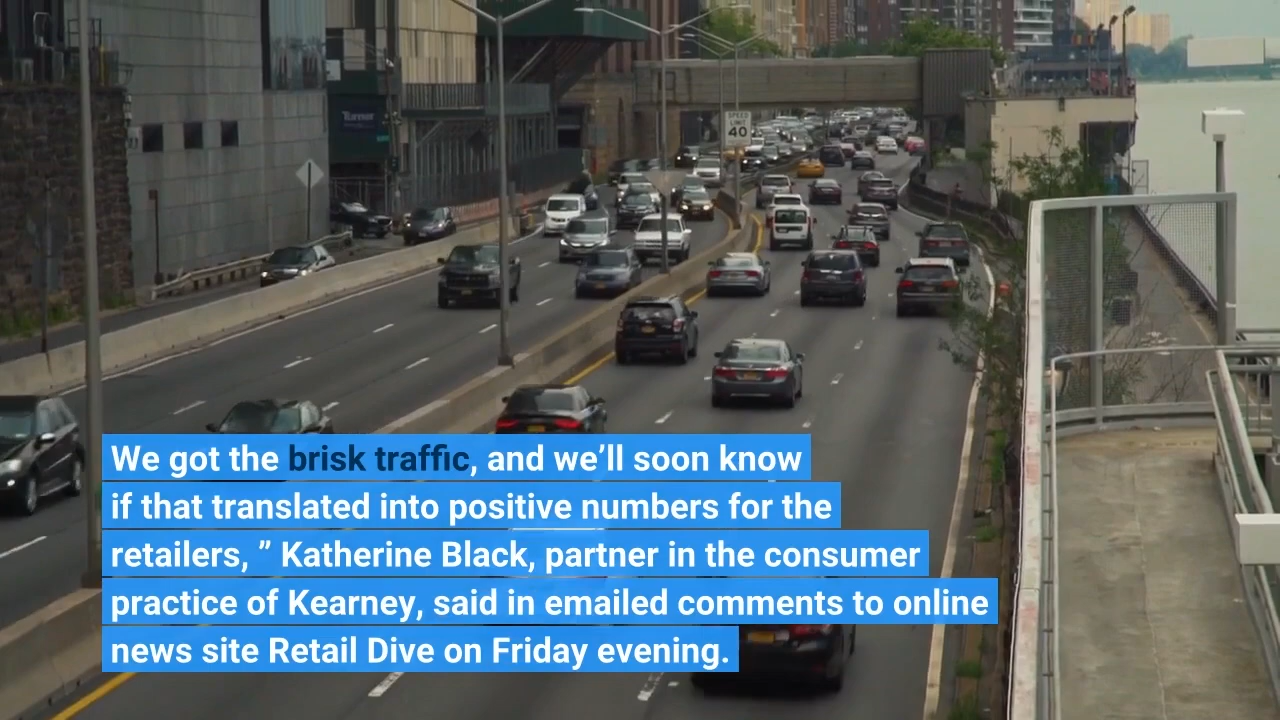 Turner
SPEED
LIMIT
40
We got the brisk traffic, and we’ll soon know
if that translated into positive numbers for the
retailers, ” Katherine Black, partner in the consumer
practice of Kearney, said in emailed comments to online
news site Retail Dive on Friday evening.